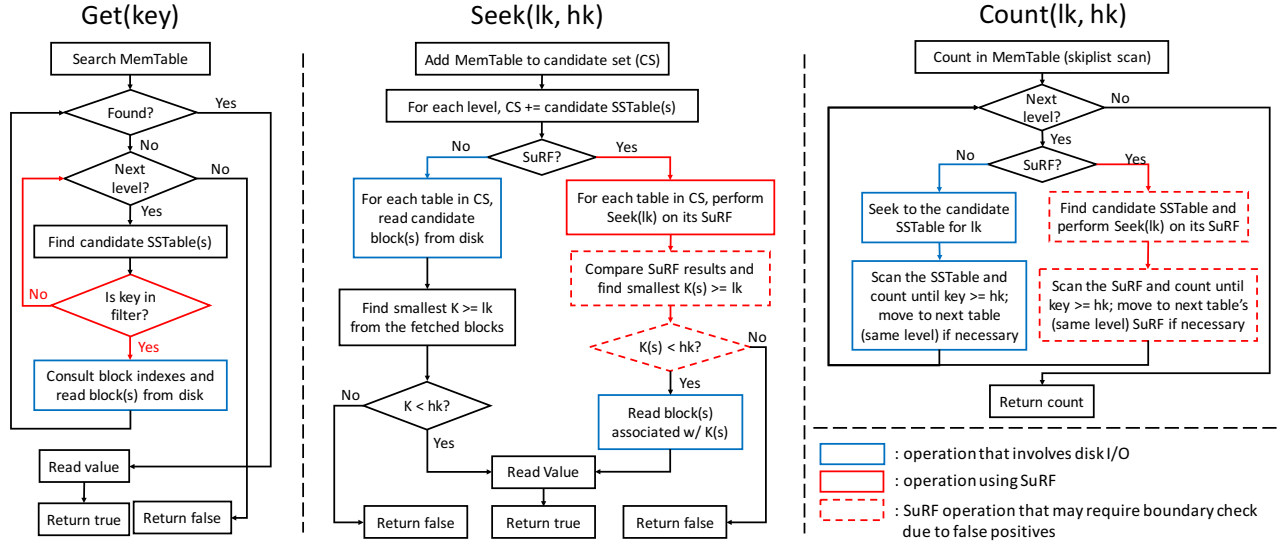 Get(key)
Search MemTable
Found?
Yes
No
Next
level?
No
Yes
Find candidate SSTable(s)
No
Is key in
filter?
Yes
Consult block indexes and
read block(s) from disk
Read value
Return true
Return false
Seek(lk, hk)
Add MemTable to candidate set (CS)
For each level, CS += candidate SSTable(s)
No
SuRF?
Yes
For each table in CS,
read candidate
block(s) from disk
For each table in CS, perform
Seek(lk) on its SuRF
Compare SuRF results and
find smallest K(s) >= lk
Find smallest K >= lk
from the fetched blocks
K(s) < hk?
No
Yes
No
K < hk?
Yes
Read block(s)
associated w/ K(s)
Read Value
Return false
Return true
Return false
Count(lk, hk)
Count in MemTable (skiplist scan)
Next
level?
No
Yes
No
SuRF?
Yes
Seek to the candidate
SSTable for lk
Find candidate SSTable and
perform Seek(lk) on its SuRF
Scan the SSTable and
count until key >= hk;
move to next table
(same level) if necessary
Scan the SuRF and count until
key >= hk; move to next table's
(same level) SuRF if necessary
Return count
: operation that involves disk I/O
: operation using SuRF
: SuRF operation that may require boundary check
due to false positives